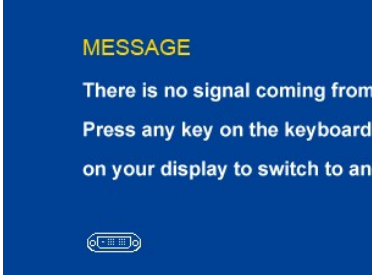 MESSAGE
There is no signal coming from
Press any key on the keyboard
on your display to switch to an